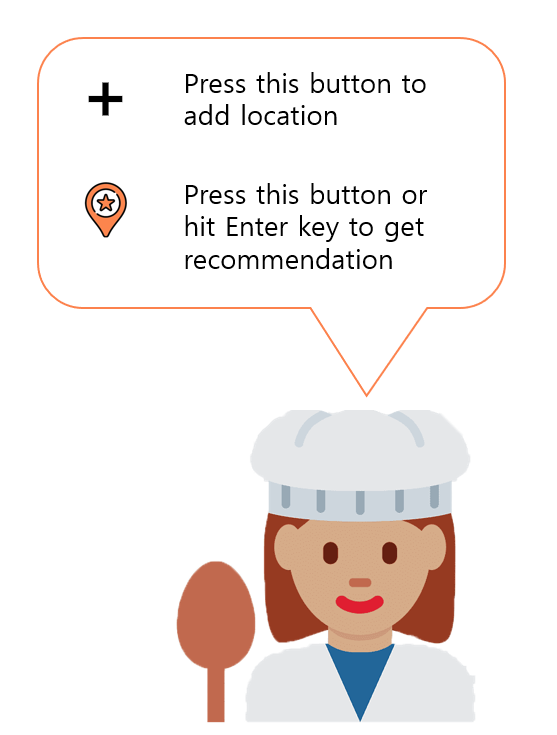 Press this button to
add location
Press this button or
hit Enter key to get
recommendation